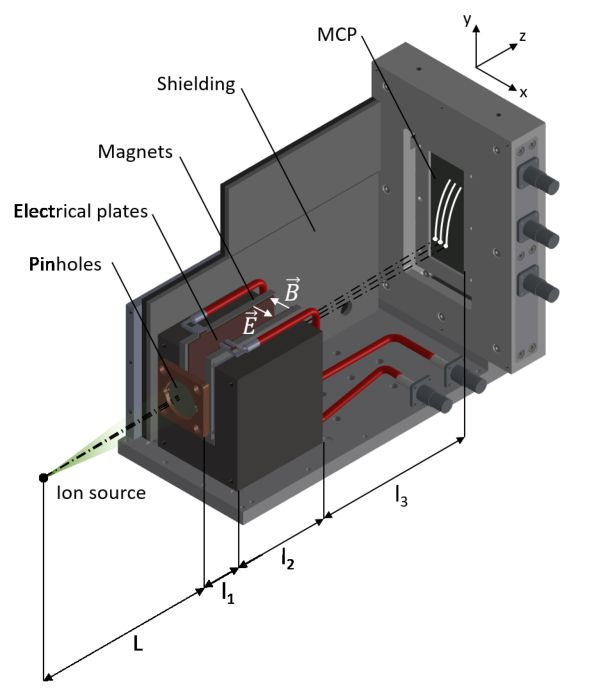 y
MCP
z
x
Shielding
Magnets
Electrical plates
B⃗
Pinholes
E⃗
Ion source
l₃
l₂
l₁
L